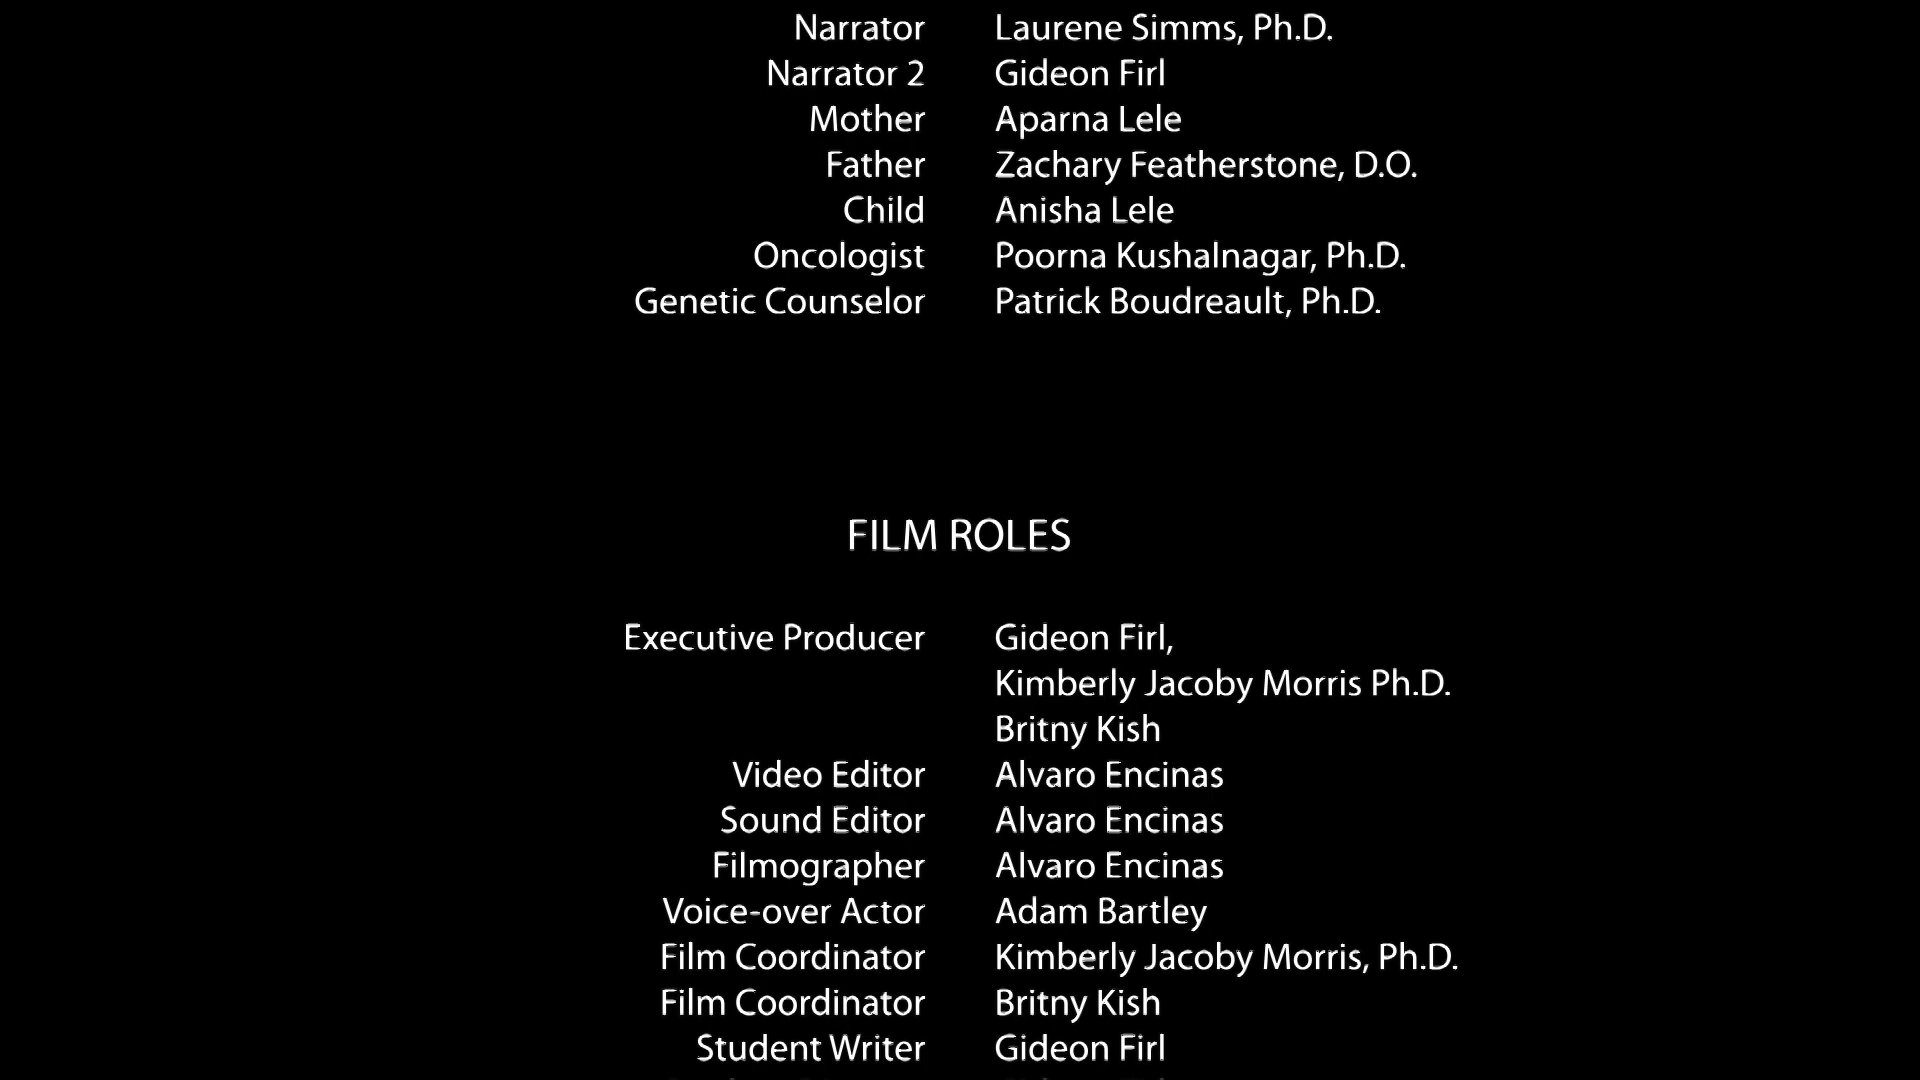 Narrator Laurene Simms, Ph.D.
Narrator 2 Gideon Firl
Mother Aparna Lele
Father Zachary Featherstone, D.O.
Child Anisha Lele
Oncologist Poorna Kushalnagar, Ph.D.
Genetic Counselor Patrick Boudreault, Ph.D.
FILM ROLES
Executive Producer Gideon Firl,
Kimberly Jacoby Morris Ph.D.
Britny Kish
Video Editor Alvaro Encinas
Sound Editor Alvaro Encinas
Filmographer Alvaro Encinas
Voice-over Actor Adam Bartley
Film Coordinator Kimberly Jacoby Morris, Ph.D.
Film Coordinator Britny Kish
Student Writer Gideon Firl